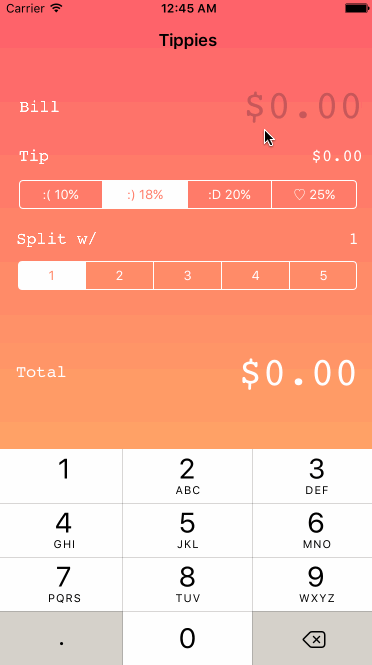 Carrier 12:45 AM
Tippies
Bill $0.00
Tip $0.00
:( 10% :) 18% :D 20% ♡ 25%
Split w/ 1
1 2 3 4 5
Total $0.00
1 2 3
ABC DEF
4 5 6
GHI JKL MNO
7 8 9
PQRS TUV WXYZ
. 0